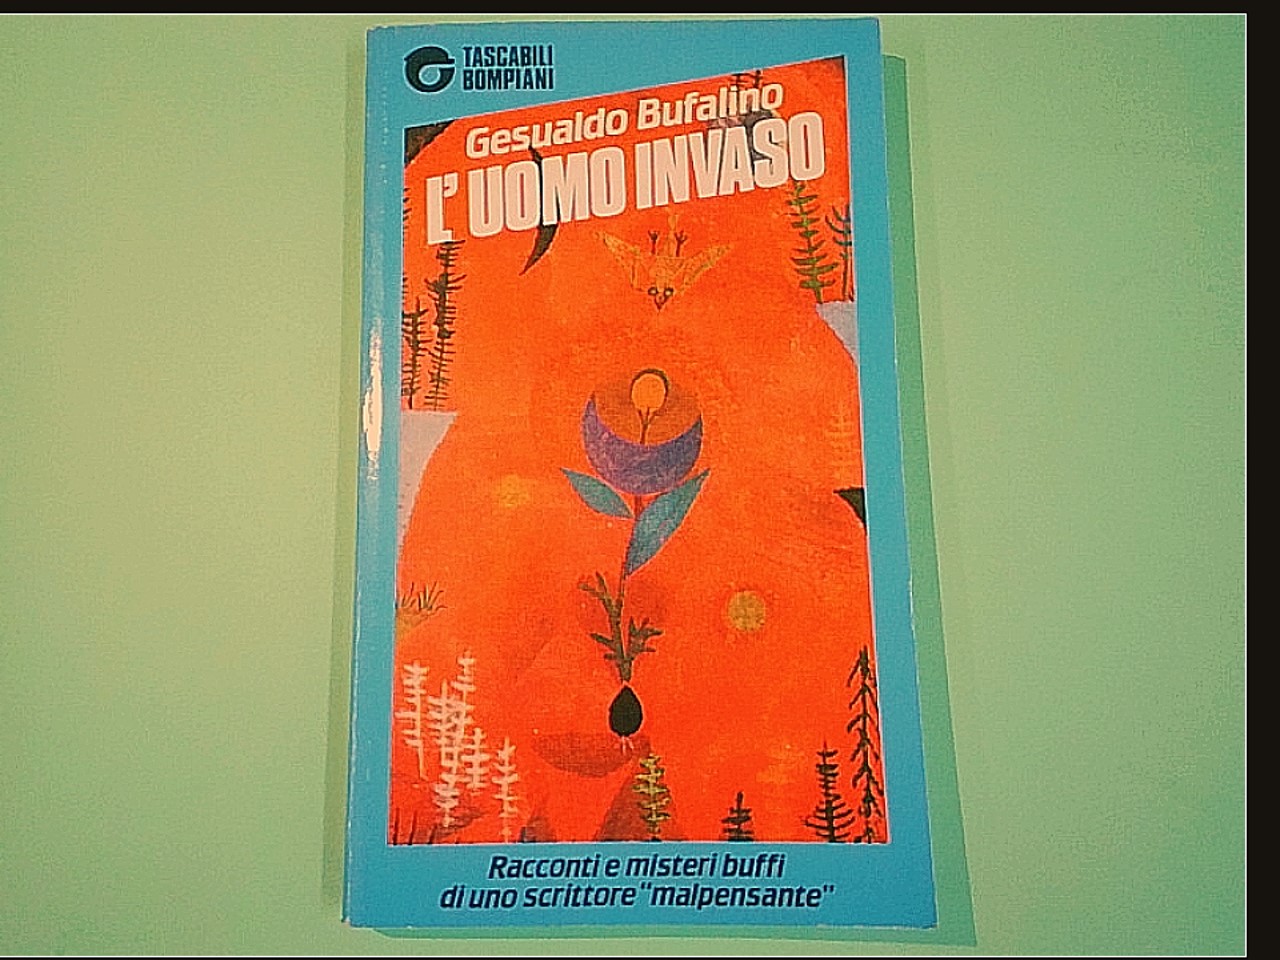 TASCABILI
BOMPIANI
Gesualdo Bufalino
L'UOMO INVASO
Racconti e misteri buffi
di uno scrittore "malpensante"